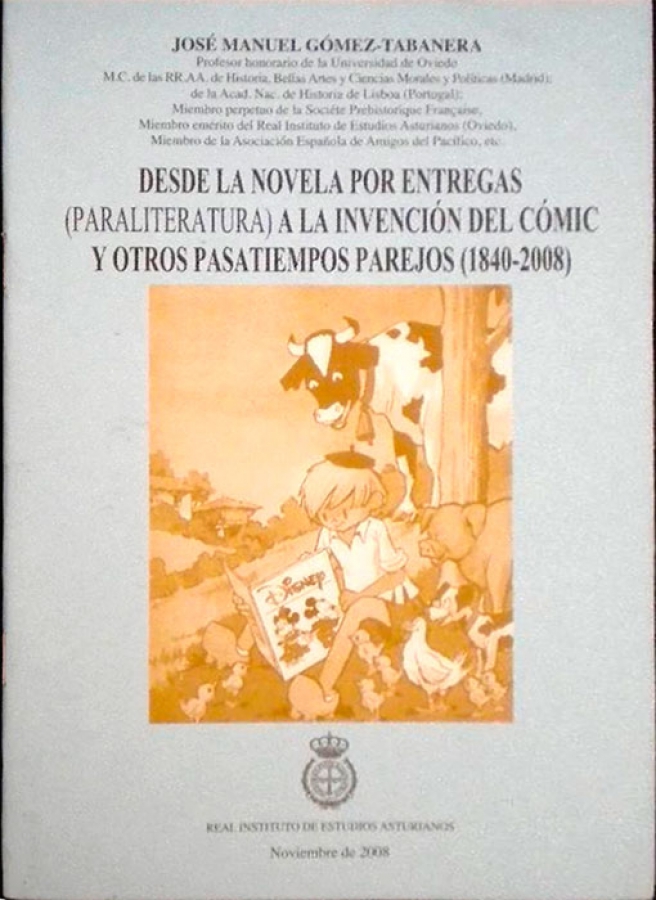 JOSÉ MANUEL GÓMEZ-TABANERA
Profesor honorario de la Universidad de Oviedo
M.C. de las RR.AA. de Historia, Bellas Artes y Ciencias Morales y Políticas (Madrid);
de la Acad. Nac. de Historia de Lisboa (Portugal);
Miembro perpetuo de la Société Prehistorique Française,
Miembro emérito del Real Instituto de Estudios Asturianos (Oviedo),
Miembro de la Asociación Española de Amigos del Pacífico, etc.
DESDE LA NOVELA POR ENTREGAS
(PARALITERATURA) A LA INVENCIÓN DEL CÓMIC
Y OTROS PASATIEMPOS PAREJOS (1840-2008)
DISNEY
REAL INSTITUTO DE ESTUDIOS ASTURIANOS
Noviembre de 2008